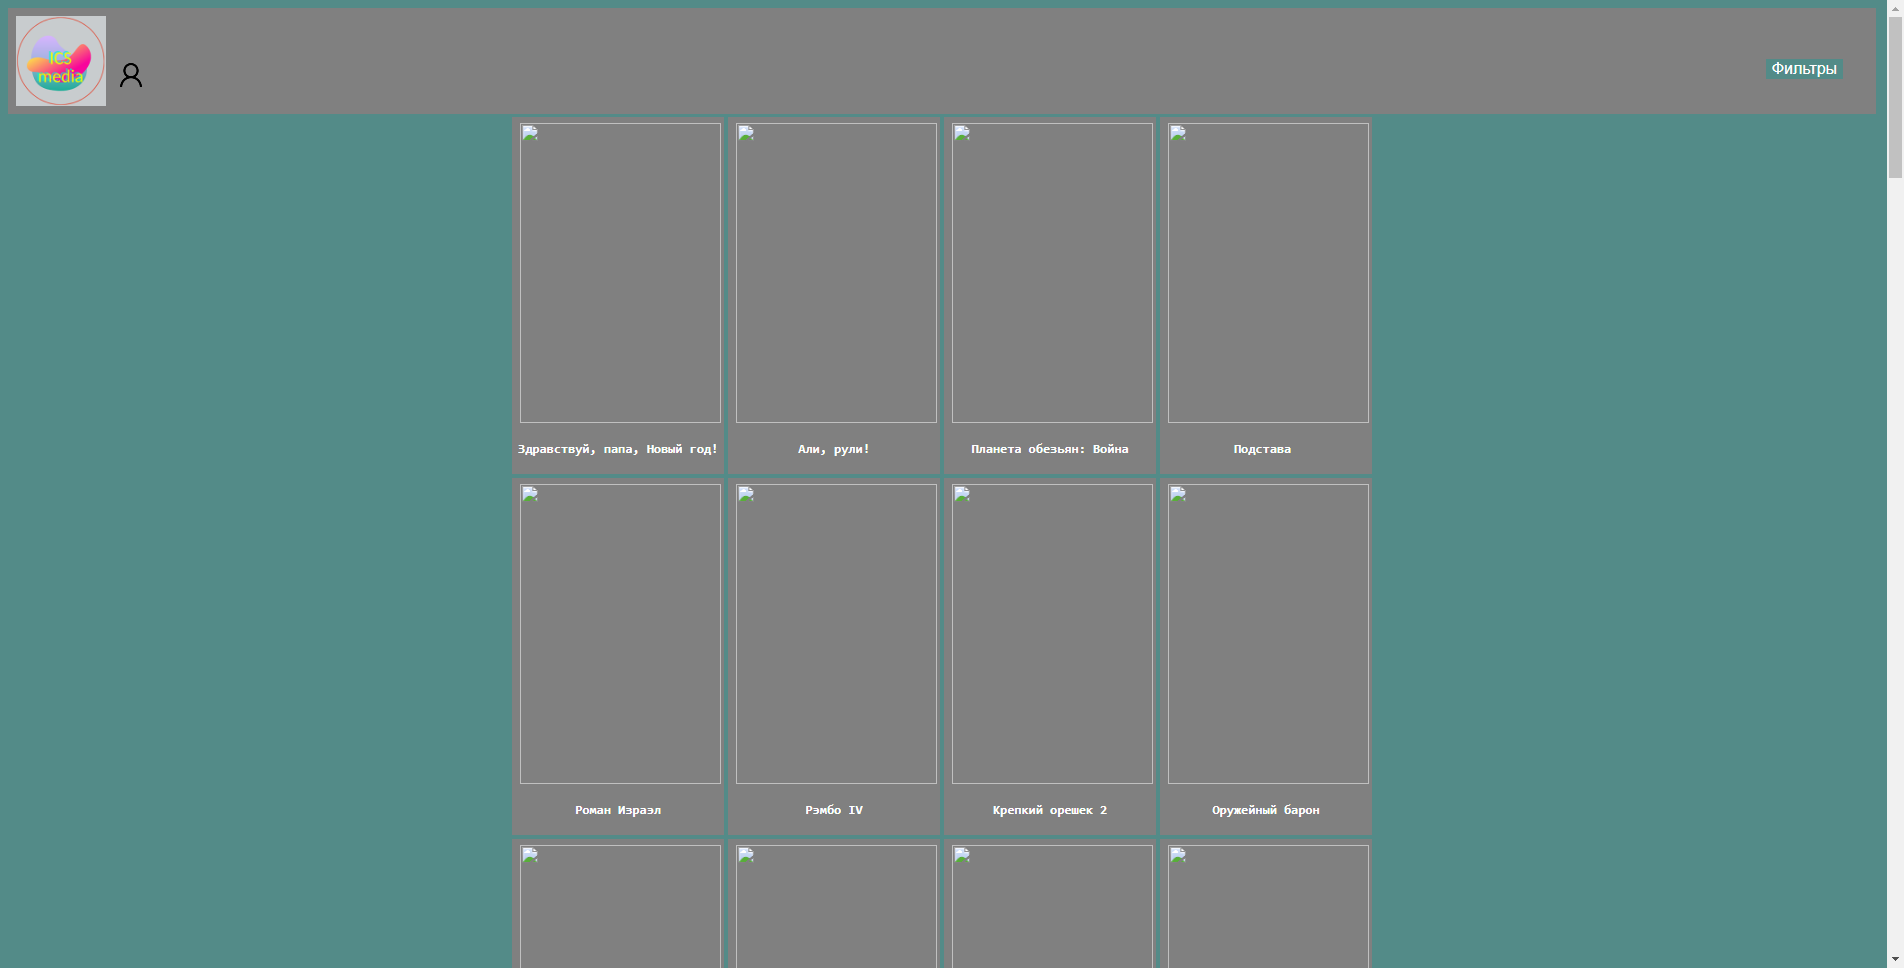 ICS
media
Фильтры
Здравствуй, папа, Новый год!
Али, рули!
Планета обезьян: Война
Подстава
Роман Израэл
Рэмбо IV
Крепкий орешек 2
Оружейный барон